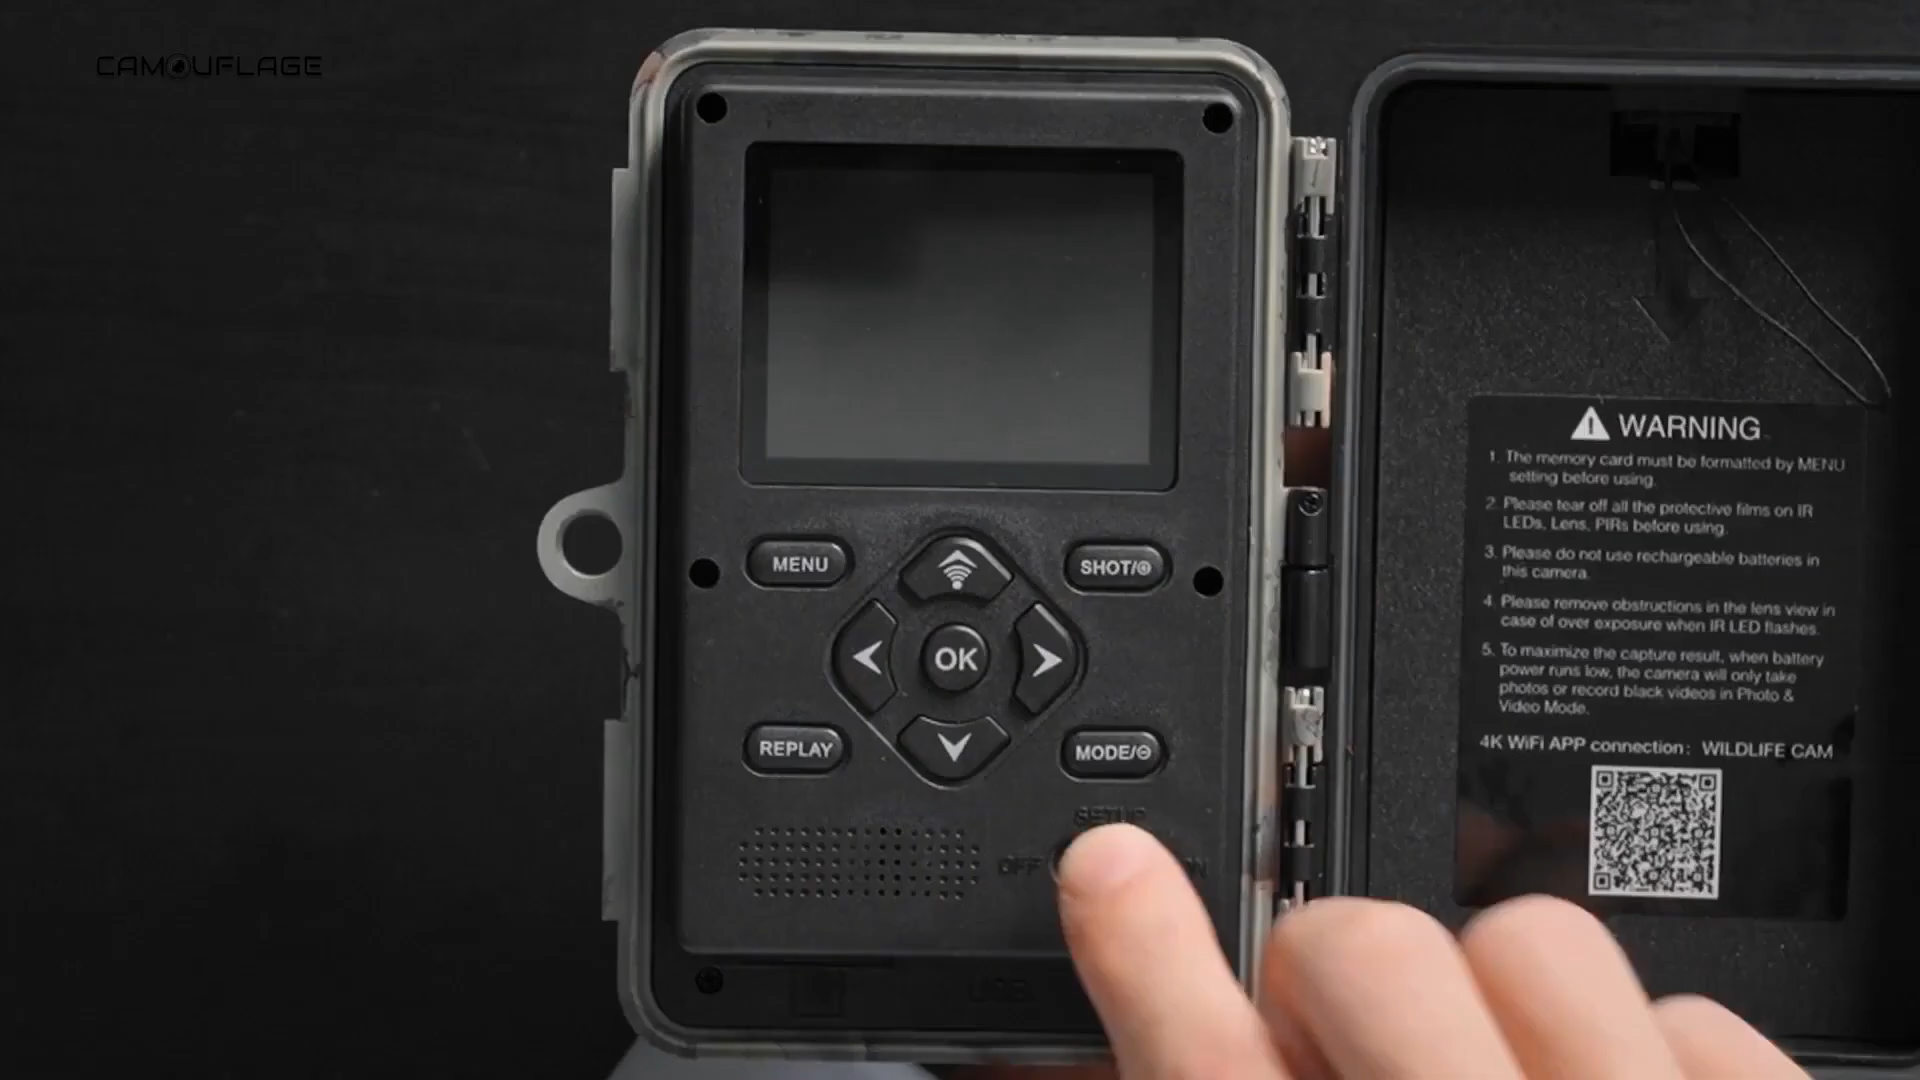 CAMOUFLAGE
MENU
SHOT/⊕
OK
REPLAY
MODE/⊖
SETUP
OFF
ON
USB
WARNING
1. The memory card must be formatted by MENU
setting before using.
2. Please tear off all the protective films on IR
LEDs, Lens, PIRs before using.
3. Please do not use rechargeable batteries in
this camera.
4. Please remove obstructions in the lens view in
case of over exposure when IR LED flashes.
5. To maximize the capture result, when battery
power runs low, the camera will only take
photos or record black videos in Photo &
Video Mode.
4K WiFi APP connection: WILDLIFE CAM